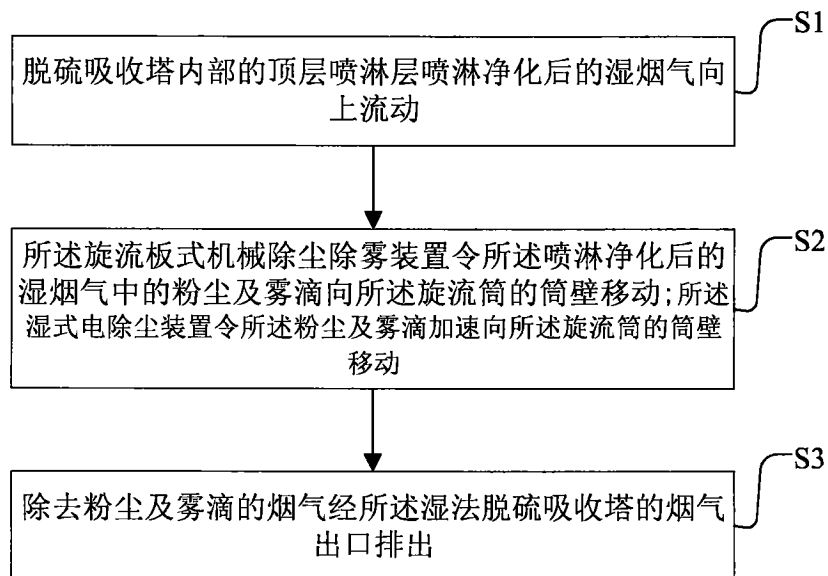 S1
脱硫吸收塔内部的顶层喷淋层喷淋净化后的湿烟气向
上流动
S2
所述旋流板式机械除尘除雾装置令所述喷淋净化后的
湿烟气中的粉尘及雾滴向所述旋流筒的筒壁移动;所述
湿式电除尘装置令所述粉尘及雾滴加速向所述旋流筒的筒壁
移动
S3
除去粉尘及雾滴的烟气经所述湿法脱硫吸收塔的烟气
出口排出